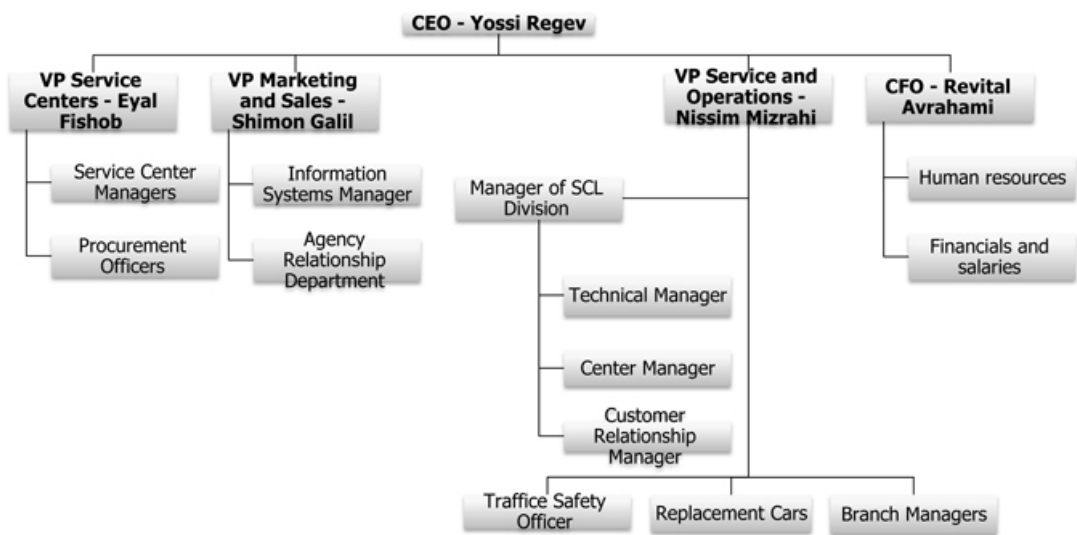 CEO - Yossi Regev
VP Service
Centers - Eyal
Fishob
VP Marketing
and Sales -
Shimon Galil
VP Service and
Operations -
Nissim Mizrahi
CFO - Revital
Avrahami
Service Center
Managers
Procurement
Officers
Information
Systems Manager
Agency
Relationship
Department
Manager of SCL
Division
Technical Manager
Center Manager
Customer
Relationship
Manager
Traffice Safety
Officer
Replacement Cars
Branch Managers
Human resources
Financials and
salaries